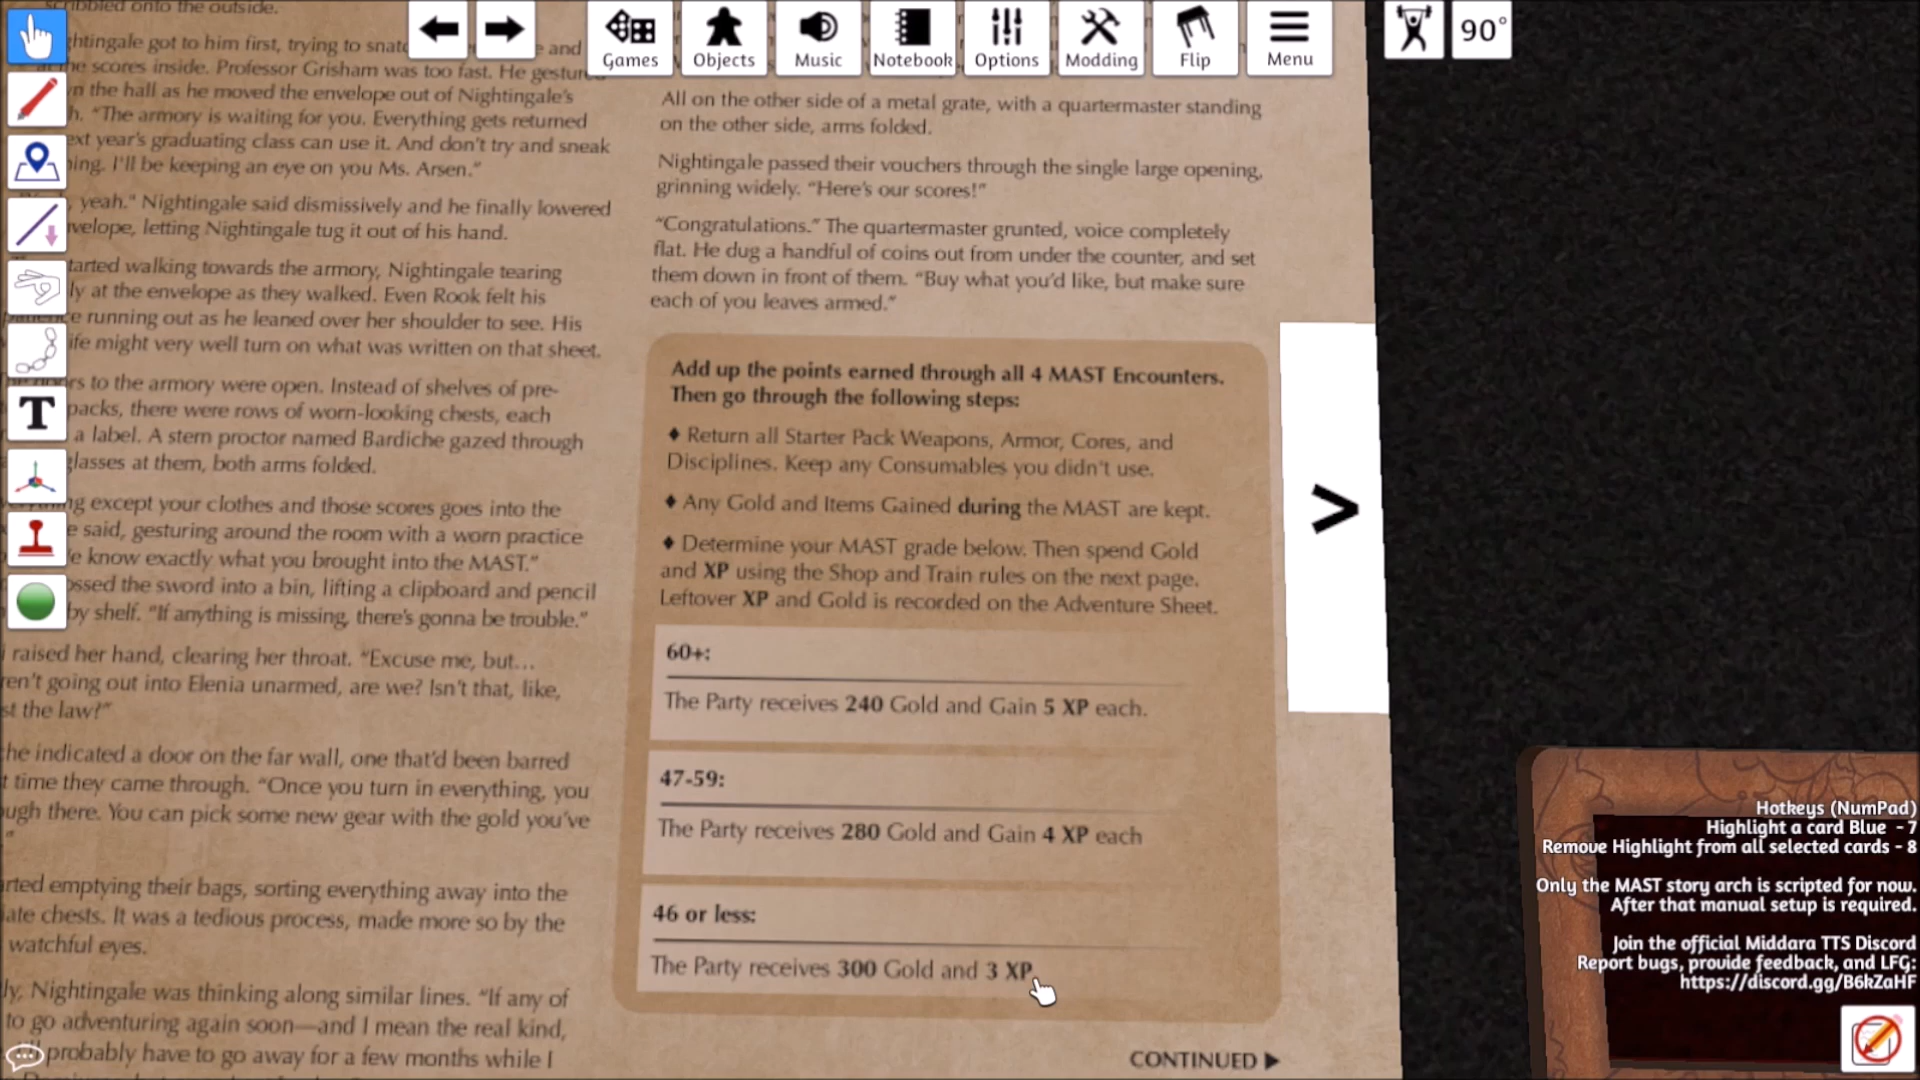 scribbled onto the outside.
ghtingale got to him first, trying to snatc
e and
the scores inside. Professor Grisham was too fast. He gestured
n the hall as he moved the envelope out of Nightingale's
h. "The armory is waiting for you. Everything gets returned
ext year's graduating class can use it. And don't try and sneak
ing. I'll be keeping an eye on you Ms. Arsen."
, yeah." Nightingale said dismissively and he finally lowered
velope, letting Nightingale tug it out of his hand.
tarted walking towards the armory, Nightingale tearing
ly at the envelope as they walked. Even Rook felt his
patience running out as he leaned over her shoulder to see. His
ife might very well turn on what was written on that sheet.
rs to the armory were open. Instead of shelves of pre-
packs, there were rows of worn-looking chests, each
a label. A stern proctor named Bardiche gazed through
glasses at them, both arms folded.
ng except your clothes and those scores goes into the
e said, gesturing around the room with a worn practice
e know exactly what you brought into the MAST."
ossed the sword into a bin, lifting a clipboard and pencil
by shelf. "If anything is missing, there's gonna be trouble."
i raised her hand, clearing her throat. "Excuse me, but...
ren't going out into Elenia unarmed, are we? Isn't that, like,
st the law?"
he indicated a door on the far wall, one that'd been barred
t time they came through. "Once you turn in everything, you
ugh there. You can pick some new gear with the gold you've
"
arted emptying their bags, sorting everything away into the
ate chests. It was a tedious process, made more so by the
watchful eyes.
ly, Nightingale was thinking along similar lines. "If any of
to go adventuring again soon—and I mean the real kind,
probably have to go away for a few months while I
Games
Objects
Music
Notebook
Options
Modding
Flip
Menu
90°
T
All on the other side of a metal grate, with a quartermaster standing
on the other side, arms folded.
Nightingale passed their vouchers through the single large opening,
grinning widely. "Here's our scores!"
"Congratulations." The quartermaster grunted, voice completely
flat. He dug a handful of coins out from under the counter, and set
them down in front of them. "Buy what you'd like, but make sure
each of you leaves armed."
Add up the points earned through all 4 MAST Encounters.
Then go through the following steps:
♦ Return all Starter Pack Weapons, Armor, Cores, and
Disciplines. Keep any Consumables you didn't use.
♦ Any Gold and Items Gained during the MAST are kept.
♦ Determine your MAST grade below. Then spend Gold
and XP using the Shop and Train rules on the next page.
Leftover XP and Gold is recorded on the Adventure Sheet.
60+:
The Party receives 240 Gold and Gain 5 XP each.
47-59:
The Party receives 280 Gold and Gain 4 XP each
46 or less:
The Party receives 300 Gold and 3 XP
CONTINUED ▶
>
Hotkeys (NumPad)
Highlight a card Blue - 7
Remove Highlight from all selected cards - 8
Only the MAST story arch is scripted for now.
After that manual setup is required.
Join the official Middara TTS Discord
Report bugs, provide feedback, and LFG:
https://discord.gg/B6kZaHF